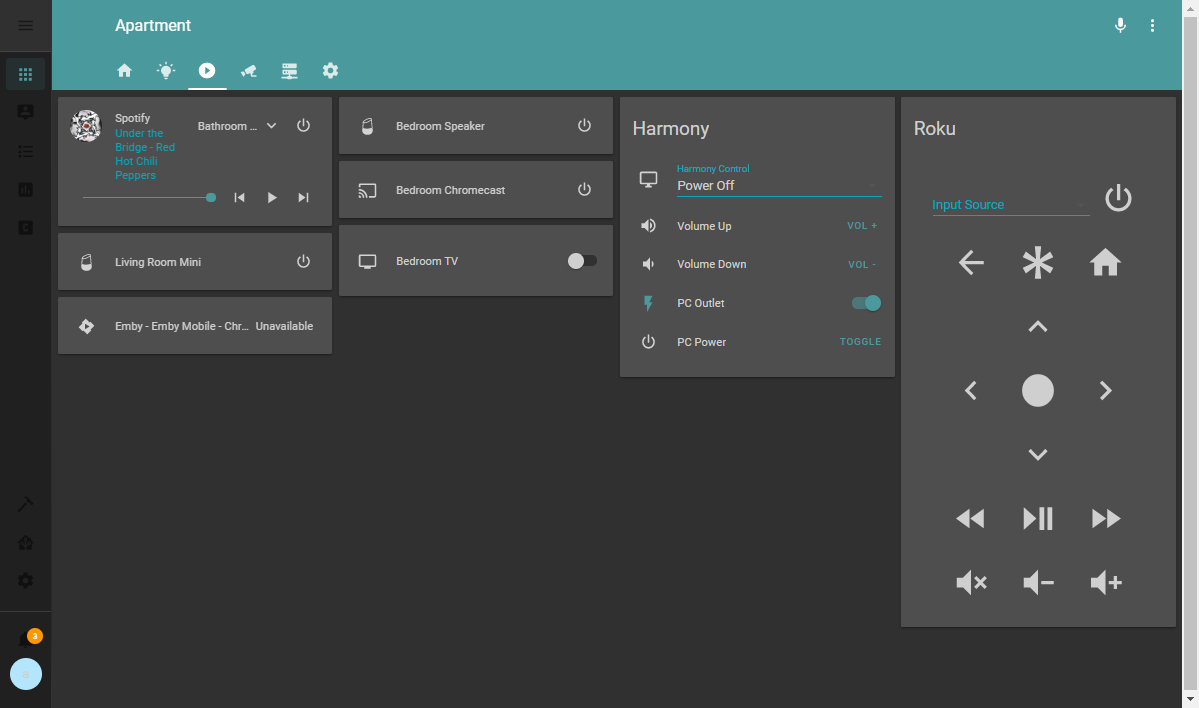 Apartment
Spotify
Under the
Bridge - Red
Hot Chili
Peppers
Bathroom ...
Living Room Mini
Emby - Emby Mobile - Chr... Unavailable
Bedroom Speaker
Bedroom Chromecast
Bedroom TV
Harmony
Harmony Control
Power Off
Volume Up VOL +
Volume Down VOL -
PC Outlet
PC Power TOGGLE
Roku
Input Source
3